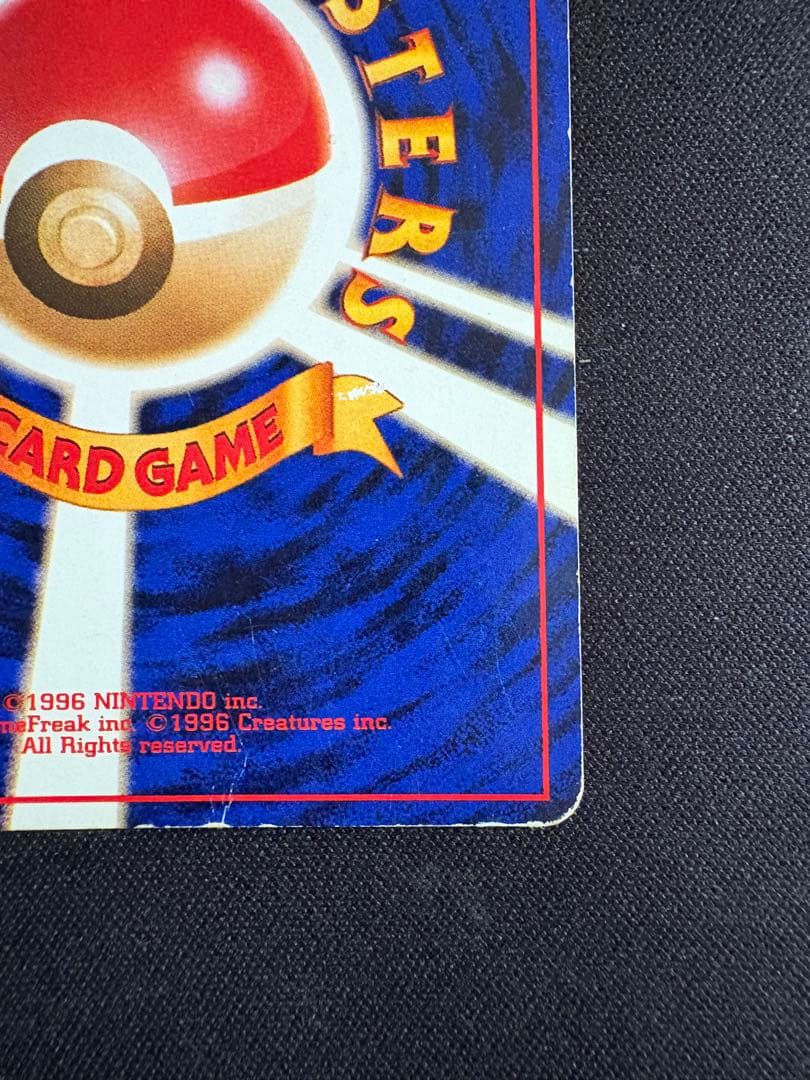 STERS
CARD GAME
©1996 NINTENDO inc.
meFreak inc. ©1996 Creatures inc.
All Rights reserved.